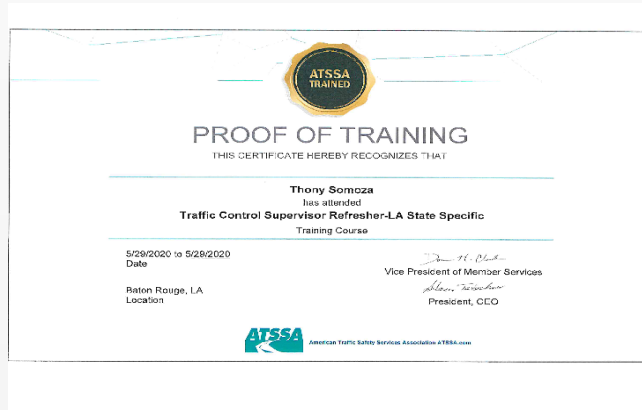 ATSSA
TRAINED
PROOF OF TRAINING
THIS CERTIFICATE HEREBY RECOGNIZES THAT
Thony Somoza
has attended
Traffic Control Supervisor Refresher-LA State Specific
Training Course
5/29/2020 to 5/29/2020
Date
Vice President of Member Services
Baton Rouge, LA
Location
President, CEO
ATSSA
American Traffic Safety Services Association ATSSA.com